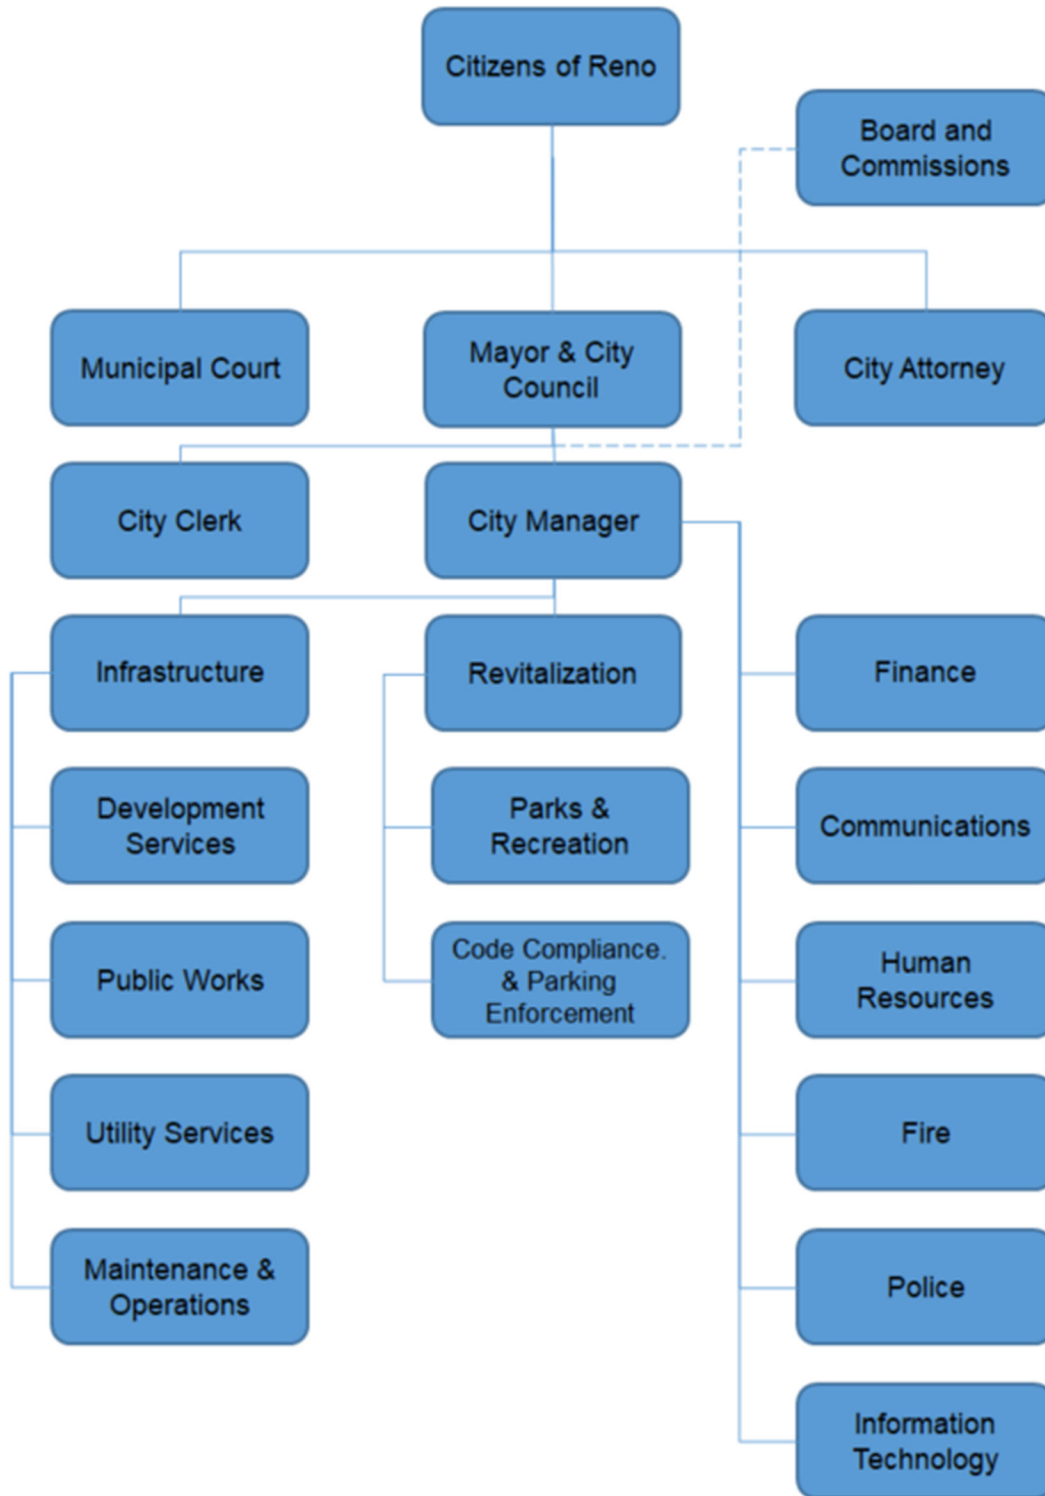 Citizens of Reno
Board and
Commissions
Municipal Court
Mayor & City
Council
City Attorney
City Clerk
City Manager
Infrastructure
Revitalization
Finance
Development
Services
Parks &
Recreation
Communications
Public Works
Code Compliance.
& Parking
Enforcement
Human
Resources
Utility Services
Fire
Maintenance &
Operations
Police
Information
Technology